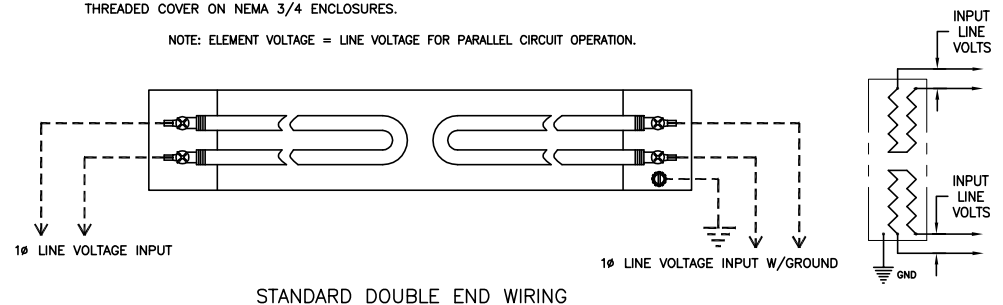 THREADED COVER ON NEMA 3/4 ENCLOSURES.
NOTE: ELEMENT VOLTAGE = LINE VOLTAGE FOR PARALLEL CIRCUIT OPERATION.
INPUT
LINE
VOLTS
INPUT
LINE
VOLTS
1ø LINE VOLTAGE INPUT
1ø LINE VOLTAGE INPUT W/GROUND
GND
STANDARD DOUBLE END WIRING